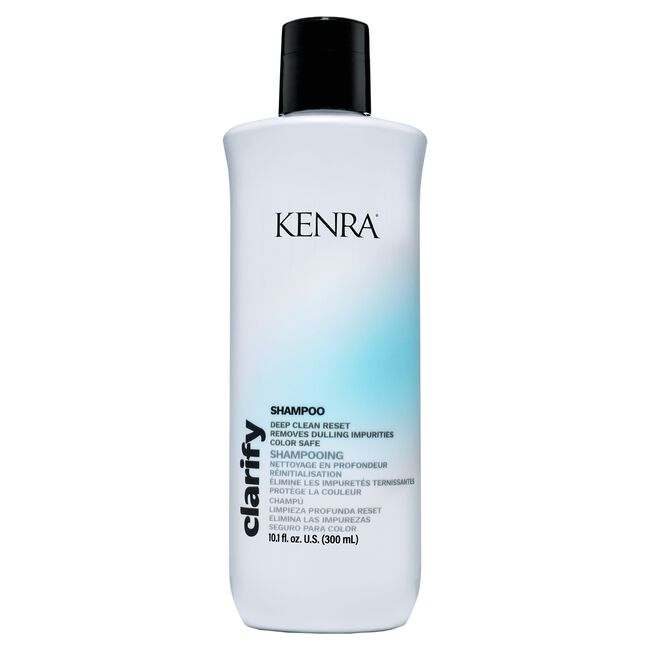 KENRA®
clarify
SHAMPOO
DEEP CLEAN RESET
REMOVES DULLING IMPURITIES
COLOR SAFE
SHAMPOOING
NETTOYAGE EN PROFONDEUR
RÉINITIALISATION
ÉLIMINE LES IMPURETÉS TERNISSANTES
PROTÈGE LA COULEUR
CHAMPÚ
LIMPIEZA PROFUNDA RESET
ELIMINA LAS IMPUREZAS
SEGURO PARA COLOR
10.1 fl. oz. U.S. (300 mL)